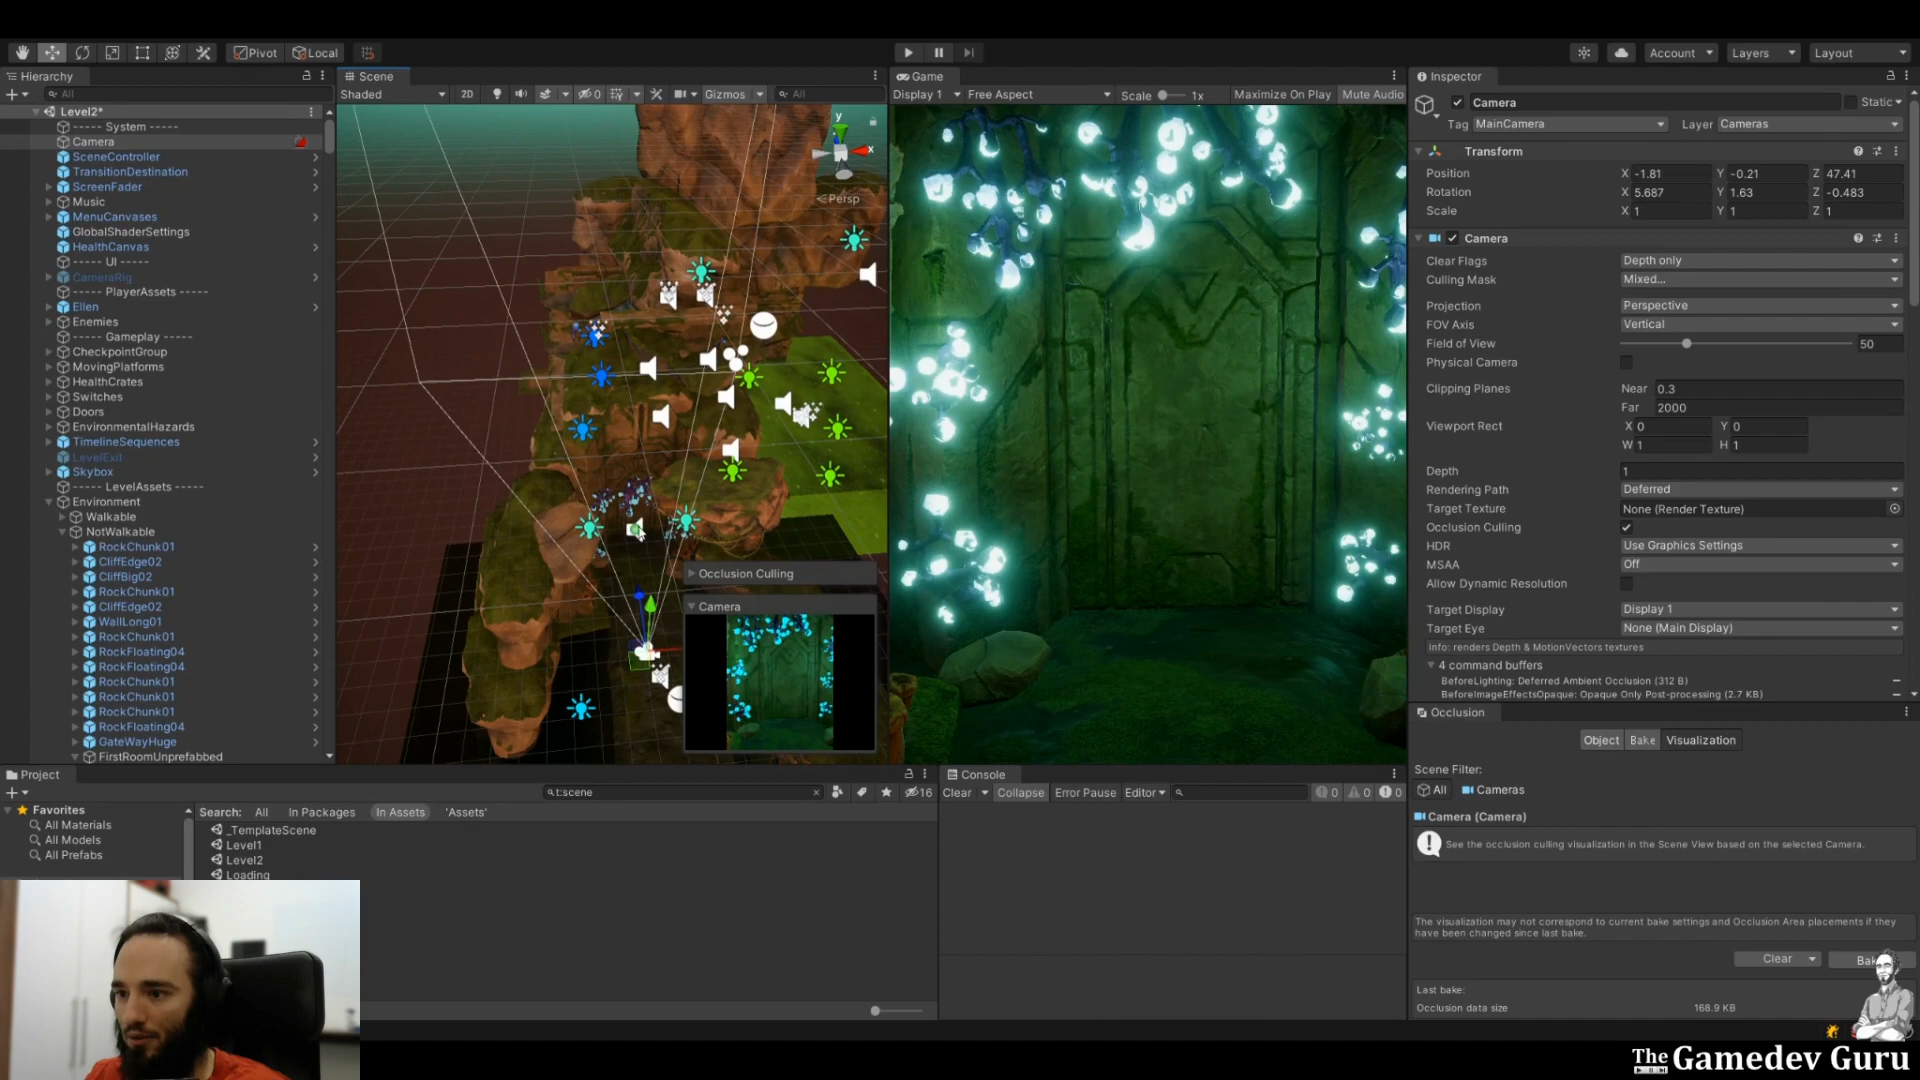 Pivot Local Account Layers Layout
Hierarchy
All
Level2*
----- System -----
Camera
SceneController
TransitionDestination
ScreenFader
Music
MenuCanvases
GlobalShaderSettings
HealthCanvas
----- UI -----
CameraRig
----- PlayerAssets -----
Ellen
Enemies
----- Gameplay -----
CheckpointGroup
MovingPlatforms
HealthCrates
Switches
Doors
EnvironmentalHazards
TimelineSequences
LevelExit
Skybox
----- LevelAssets -----
Environment
Walkable
NotWalkable
RockChunk01
CliffEdge02
CliffBig02
RockChunk01
CliffEdge02
WallLong01
RockChunk01
RockFloating04
RockFloating04
RockChunk01
RockChunk01
RockChunk01
RockFloating04
GateWayHuge
FirstRoomUnprefabbed
Scene
Shaded 2D 0 Gizmos All
y
x
Persp
Occlusion Culling
Camera
Game
Display 1 Free Aspect Scale 1x Maximize On Play Mute Audio
Inspector
Camera Static
Tag MainCamera Layer Cameras
Transform
Position X -1.81 Y -0.21 Z 47.41
Rotation X 5.687 Y 1.63 Z -0.483
Scale X 1 Y 1 Z 1
Camera
Clear Flags Depth only
Culling Mask Mixed...
Projection Perspective
FOV Axis Vertical
Field of View 50
Physical Camera
Clipping Planes Near 0.3
Far 2000
Viewport Rect X 0 Y 0
W 1 H 1
Depth 1
Rendering Path Deferred
Target Texture None (Render Texture)
Occlusion Culling
HDR Use Graphics Settings
MSAA Off
Allow Dynamic Resolution
Target Display Display 1
Target Eye None (Main Display)
Info: renders Depth & MotionVectors textures
4 command buffers
BeforeLighting: Deferred Ambient Occlusion (312 B)
BeforeImageEffectsOpaque: Opaque Only Post-processing (2.7 KB)
Occlusion
Object Bake Visualization
Scene Filter:
All Cameras
Camera (Camera)
See the occlusion culling visualization in the Scene View based on the selected Camera.
The visualization may not correspond to current bake settings and Occlusion Area placements if they
have been changed since last bake.
Clear
Last bake:
Occlusion data size 168.9 KB
Project
t:scene 16
Favorites
All Materials
All Models
All Prefabs
Search: All In Packages In Assets 'Assets'
_TemplateScene
Level1
Level2
Loading
Console
Clear Collapse Error Pause Editor 0 0 0
The Gamedev Guru